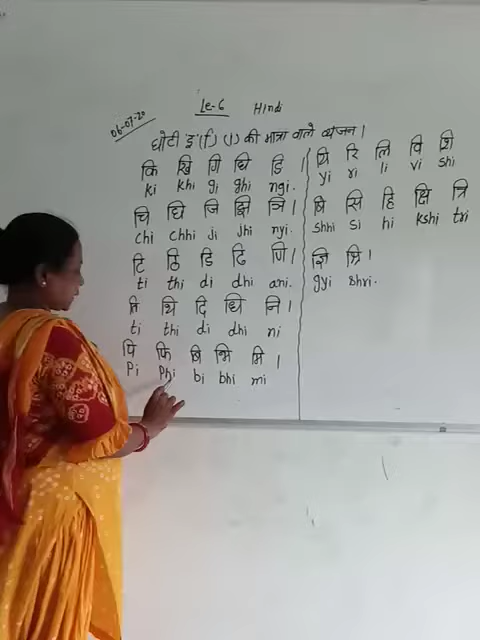 Le-6 Hindi
06-07-20
छोटी इ (ि) (i) की मात्रा वाले व्यंजन।
कि खि गि घि ङि ।
ki khi gi ghi ngi.
चि छि जि झि ञि ।
chi chhi ji jhi nyi.
टि ठि डि ढि णि ।
ti thi di dhi ani.
ति थि दि धि नि ।
ti thi di dhi ni
पि फि बि भि मि ।
Pi Phi bi bhi mi
यि रि लि वि शि
yi ri li vi shi
षि सि हि क्षि त्रि
shhi si hi kshi tri
ज्ञि श्रि ।
gyi shri.